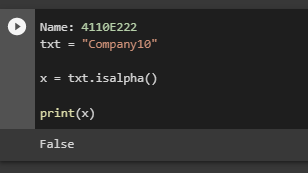 Name: 4110E222
txt = "Company10"
x = txt.isalpha()
print(x)
False